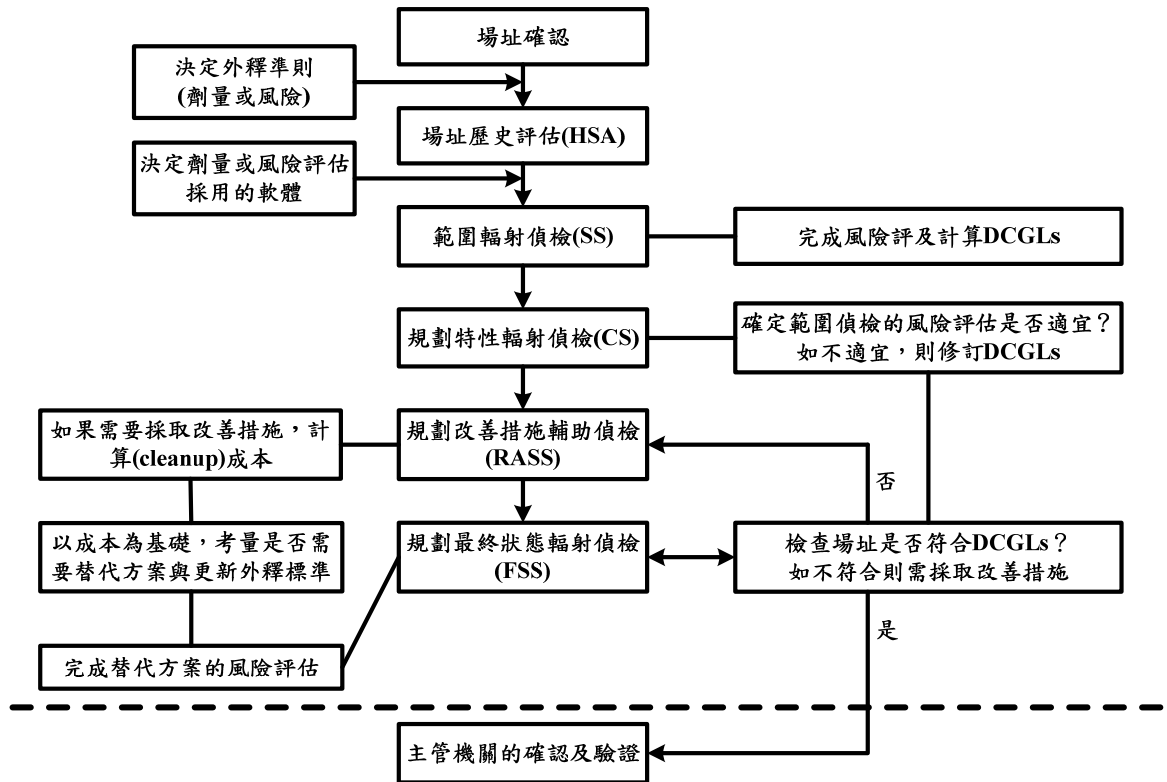 場址確認
決定外釋準則
(劑量或風險)
場址歷史評估(HSA)
決定劑量或風險評估
採用的軟體
範圍輻射偵檢(SS)
完成風險評及計算DCGLs
規劃特性輻射偵檢(CS)
確定範圍偵檢的風險評估是否適宜？
如不適宜，則修訂DCGLs
如果需要採取改善措施，計
算(cleanup)成本
規劃改善措施輔助偵檢
(RASS)
否
以成本為基礎，考量是否需
要替代方案與更新外釋標準
規劃最終狀態輻射偵檢
(FSS)
檢查場址是否符合DCGLs？
如不符合則需採取改善措施
是
完成替代方案的風險評估
主管機關的確認及驗證